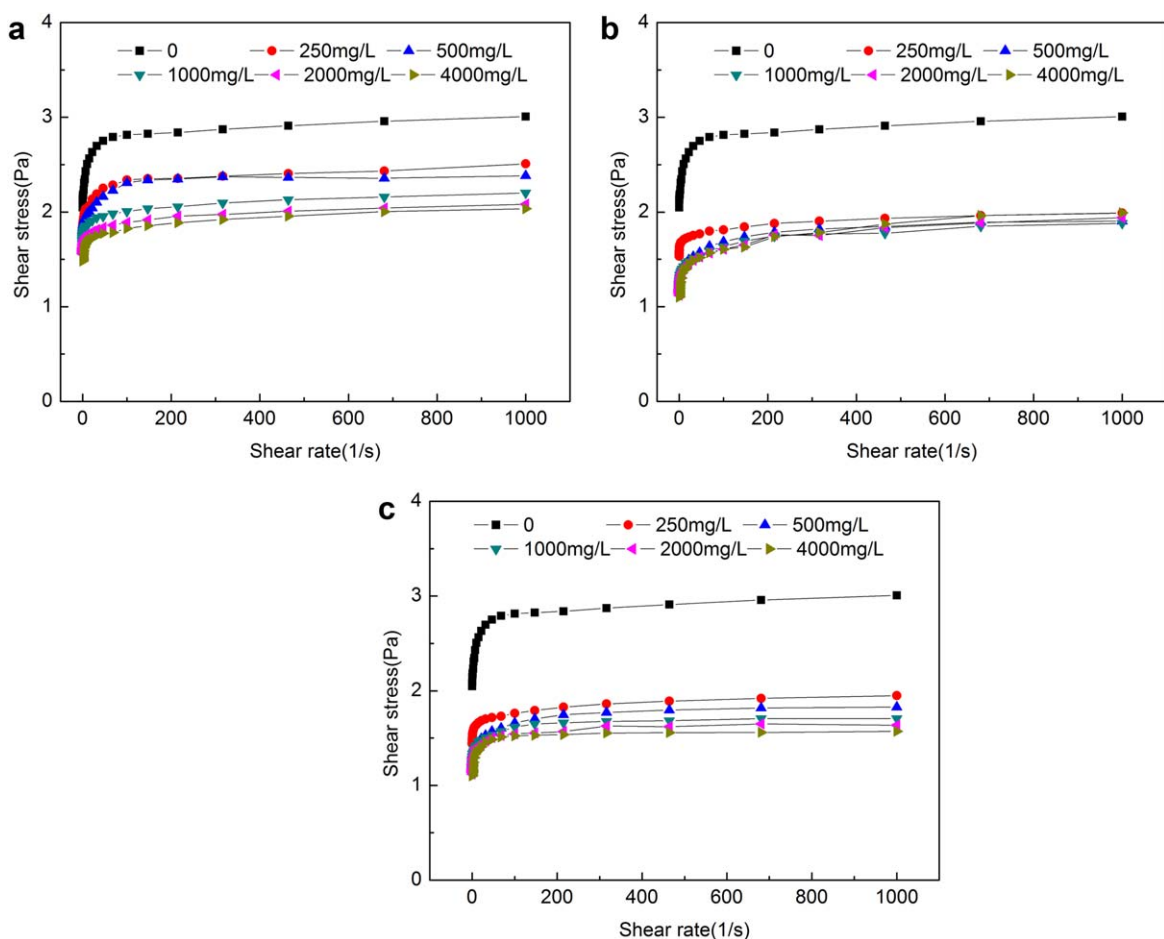 a
0 250mg/L 500mg/L
1000mg/L 2000mg/L 4000mg/L
4
3
2
1
0
Shear stress(Pa)
0 200 400 600 800 1000
Shear rate(1/s)
b
0 250mg/L 500mg/L
1000mg/L 2000mg/L 4000mg/L
4
3
2
1
0
Shear stress(Pa)
0 200 400 600 800 1000
Shear rate(1/s)
c
0 250mg/L 500mg/L
1000mg/L 2000mg/L 4000mg/L
4
3
2
1
0
Shear stress(Pa)
0 200 400 600 800 1000
Shear rate(1/s)